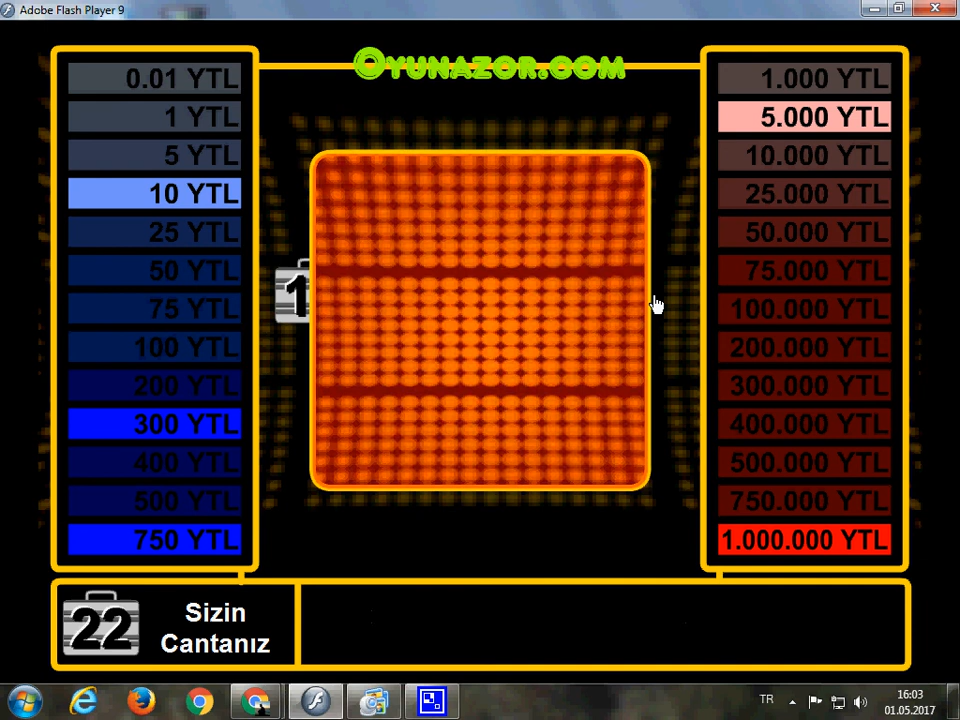 Adobe Flash Player 9
OYUNAZOR.COM
0.01 YTL
1 YTL
5 YTL
10 YTL
25 YTL
50 YTL
75 YTL
100 YTL
200 YTL
300 YTL
400 YTL
500 YTL
750 YTL
1.000 YTL
5.000 YTL
10.000 YTL
25.000 YTL
50.000 YTL
75.000 YTL
100.000 YTL
200.000 YTL
300.000 YTL
400.000 YTL
500.000 YTL
750.000 YTL
1.000.000 YTL
1
22
Sizin
Cantanız
TR
16:03
01.05.2017